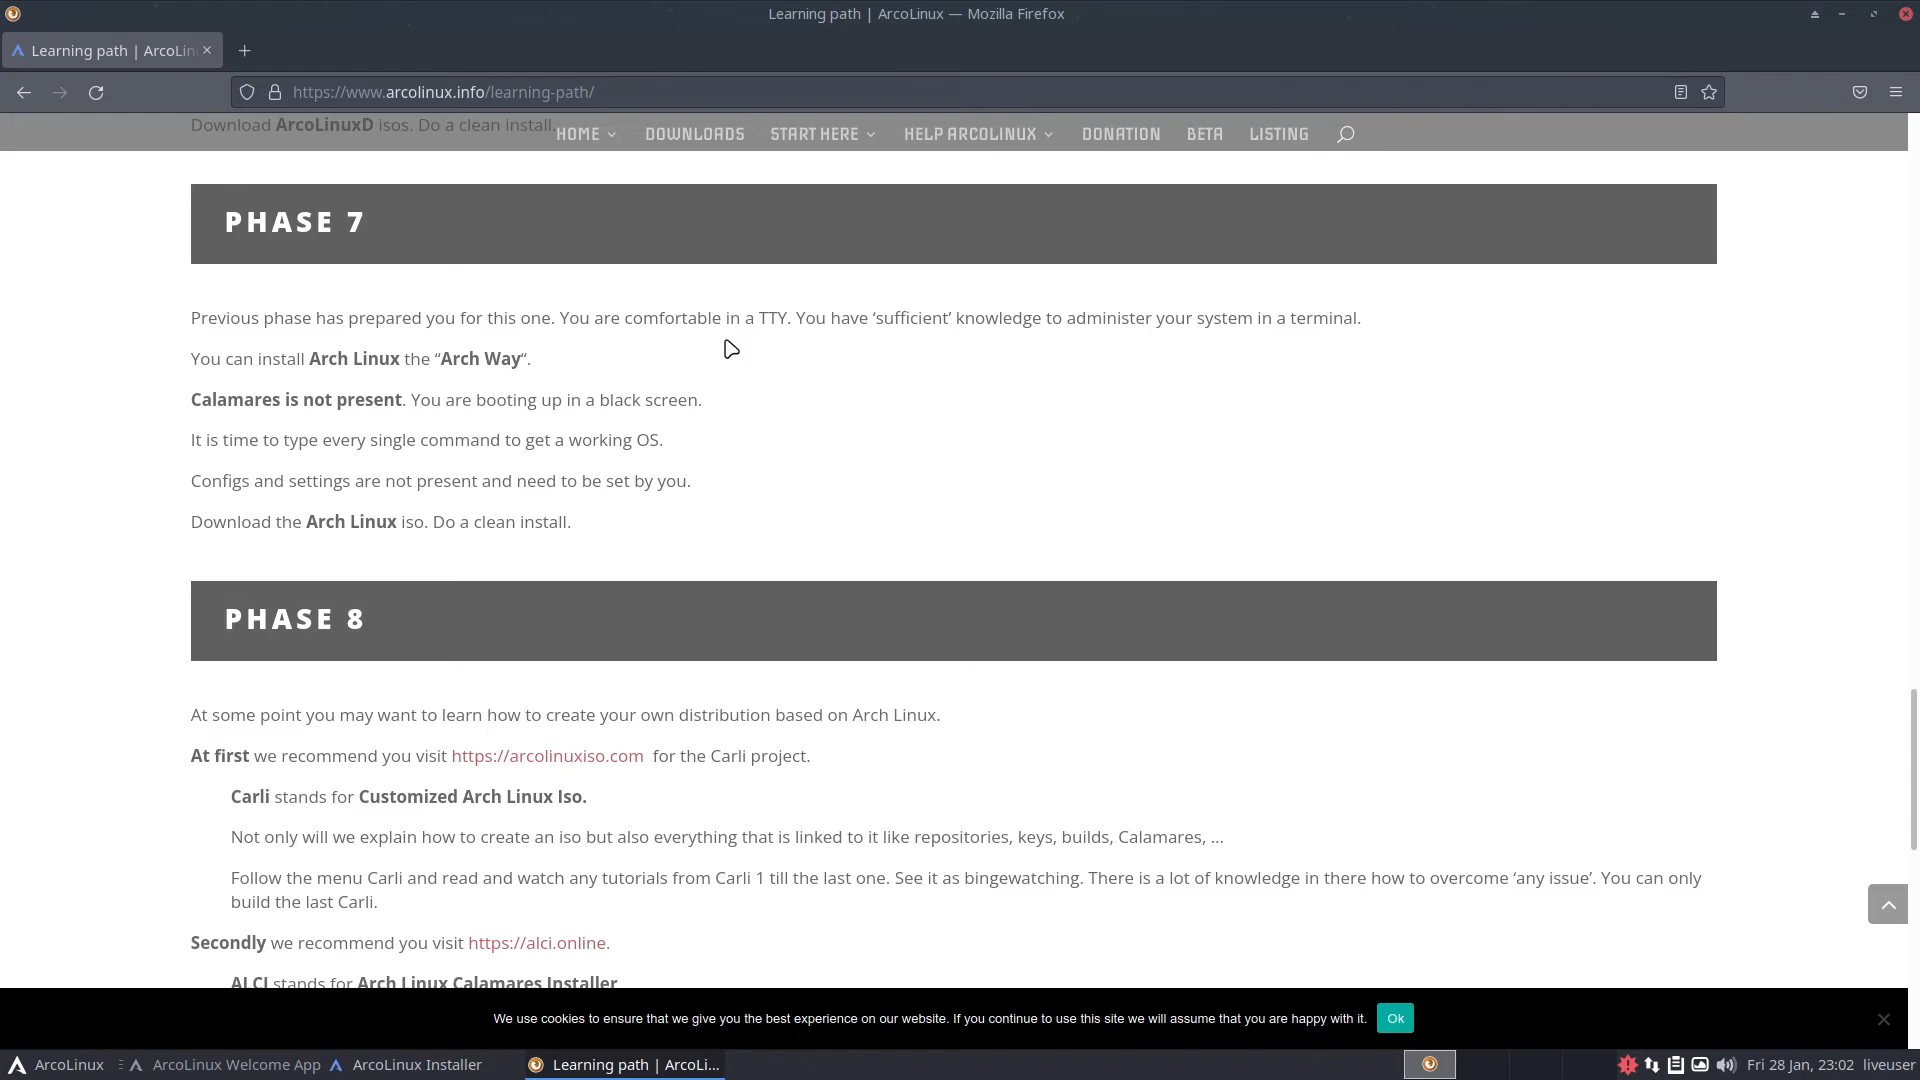 Learning path | ArcoLinux — Mozilla Firefox
Learning path | ArcoLin
https://www.arcolinux.info/learning-path/
Download ArcoLinuxD isos. Do a clean install.
HOME DOWNLOADS START HERE HELP ARCOLINUX DONATION BETA LISTING
PHASE 7
Previous phase has prepared you for this one. You are comfortable in a TTY. You have ‘sufficient’ knowledge to administer your system in a terminal.
You can install Arch Linux the “Arch Way“.
Calamares is not present. You are booting up in a black screen.
It is time to type every single command to get a working OS.
Configs and settings are not present and need to be set by you.
Download the Arch Linux iso. Do a clean install.
PHASE 8
At some point you may want to learn how to create your own distribution based on Arch Linux.
At first we recommend you visit https://arcolinuxiso.com for the Carli project.
Carli stands for Customized Arch Linux Iso.
Not only will we explain how to create an iso but also everything that is linked to it like repositories, keys, builds, Calamares, …
Follow the menu Carli and read and watch any tutorials from Carli 1 till the last one. See it as bingewatching. There is a lot of knowledge in there how to overcome ‘any issue’. You can only
build the last Carli.
Secondly we recommend you visit https://alci.online.
ALCI stands for Arch Linux Calamares Installer
We use cookies to ensure that we give you the best experience on our website. If you continue to use this site we will assume that you are happy with it. Ok
ArcoLinux ArcoLinux Welcome App ArcoLinux Installer Learning path | ArcoLi... Fri 28 Jan, 23:02 liveuser